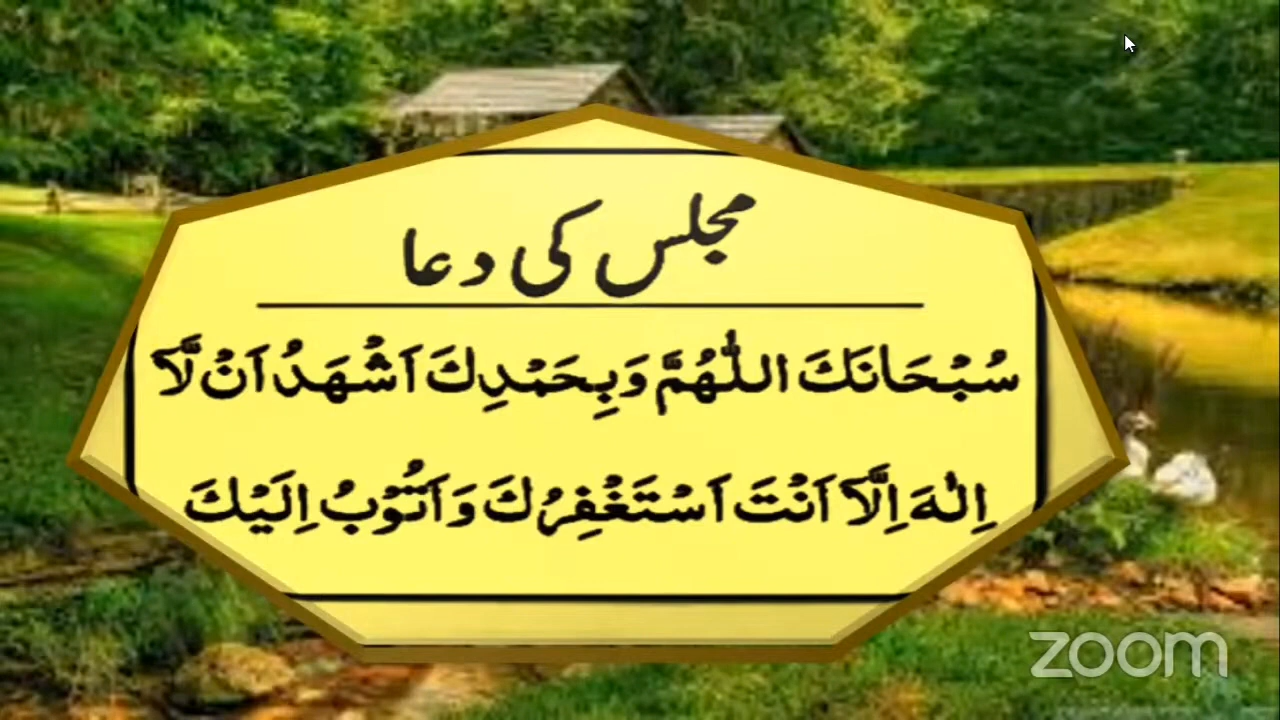 مجلس کی دعا
سُبْحَانَكَ اللّٰهُمَّ وَبِحَمْدِكَ اَشْهَدُ اَنْ لَّآ
اِلٰهَ اِلَّآ اَنْتَ اَسْتَغْفِرُكَ وَاَتُوْبُ اِلَيْكَ
zoom